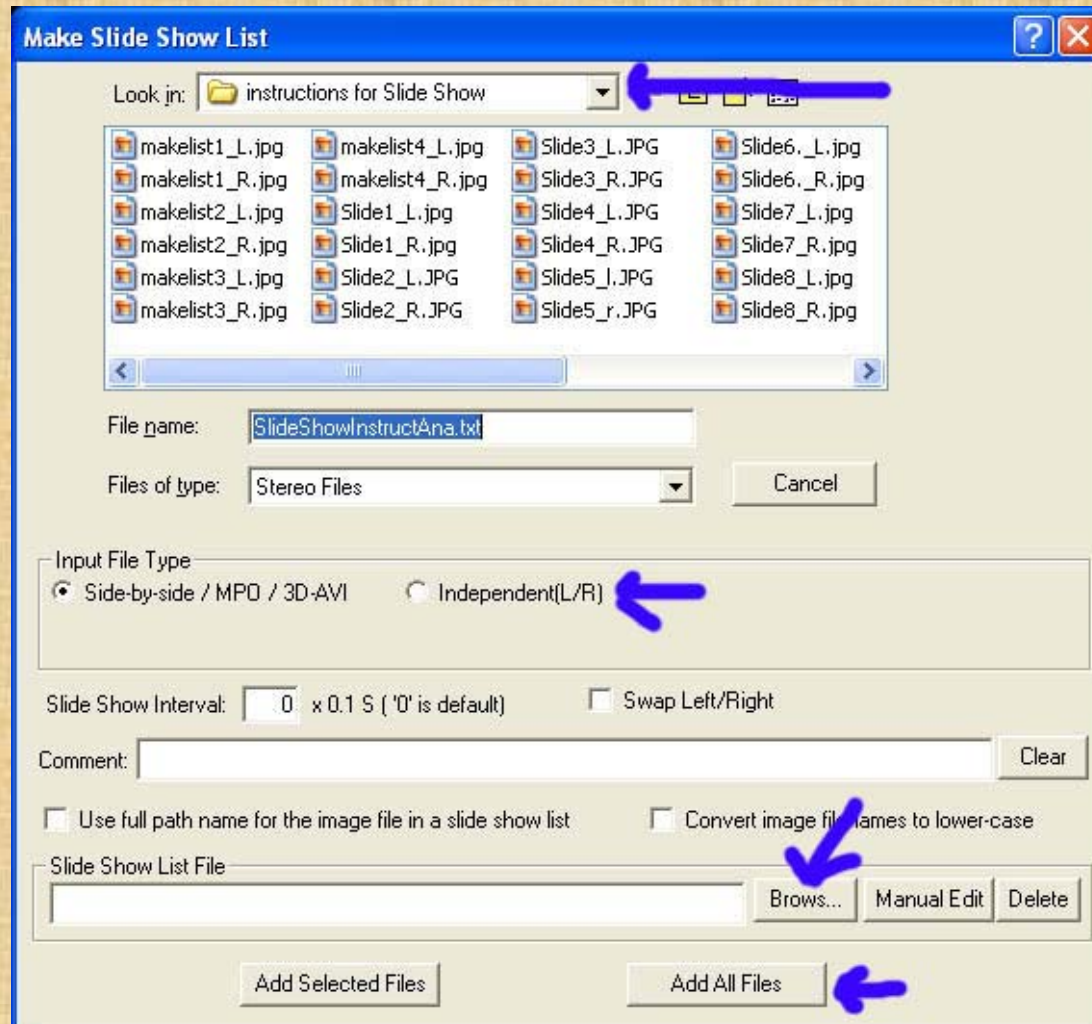 Make Slide Show List
Look in: instructions for Slide Show
makelist1_L.jpg makelist4_L.jpg Slide3_L.JPG Slide6._L.jpg
makelist1_R.jpg makelist4_R.jpg Slide3_R.JPG Slide6._R.jpg
makelist2_L.jpg Slide1_L.jpg Slide4_L.JPG Slide7_L.jpg
makelist2_R.jpg Slide1_R.jpg Slide4_R.JPG Slide7_R.jpg
makelist3_L.jpg Slide2_L.JPG Slide5_l.JPG Slide8_L.jpg
makelist3_R.jpg Slide2_R.JPG Slide5_r.JPG Slide8_R.jpg
File name: SlideShowInstructAna.txt
Files of type: Stereo Files Cancel
Input File Type
Side-by-side / MPO / 3D-AVI Independent(L/R)
Slide Show Interval: 0 x 0.1 S ( '0' is default) Swap Left/Right
Comment: Clear
Use full path name for the image file in a slide show list Convert image file names to lower-case
Slide Show List File
Brows... Manual Edit Delete
Add Selected Files Add All Files